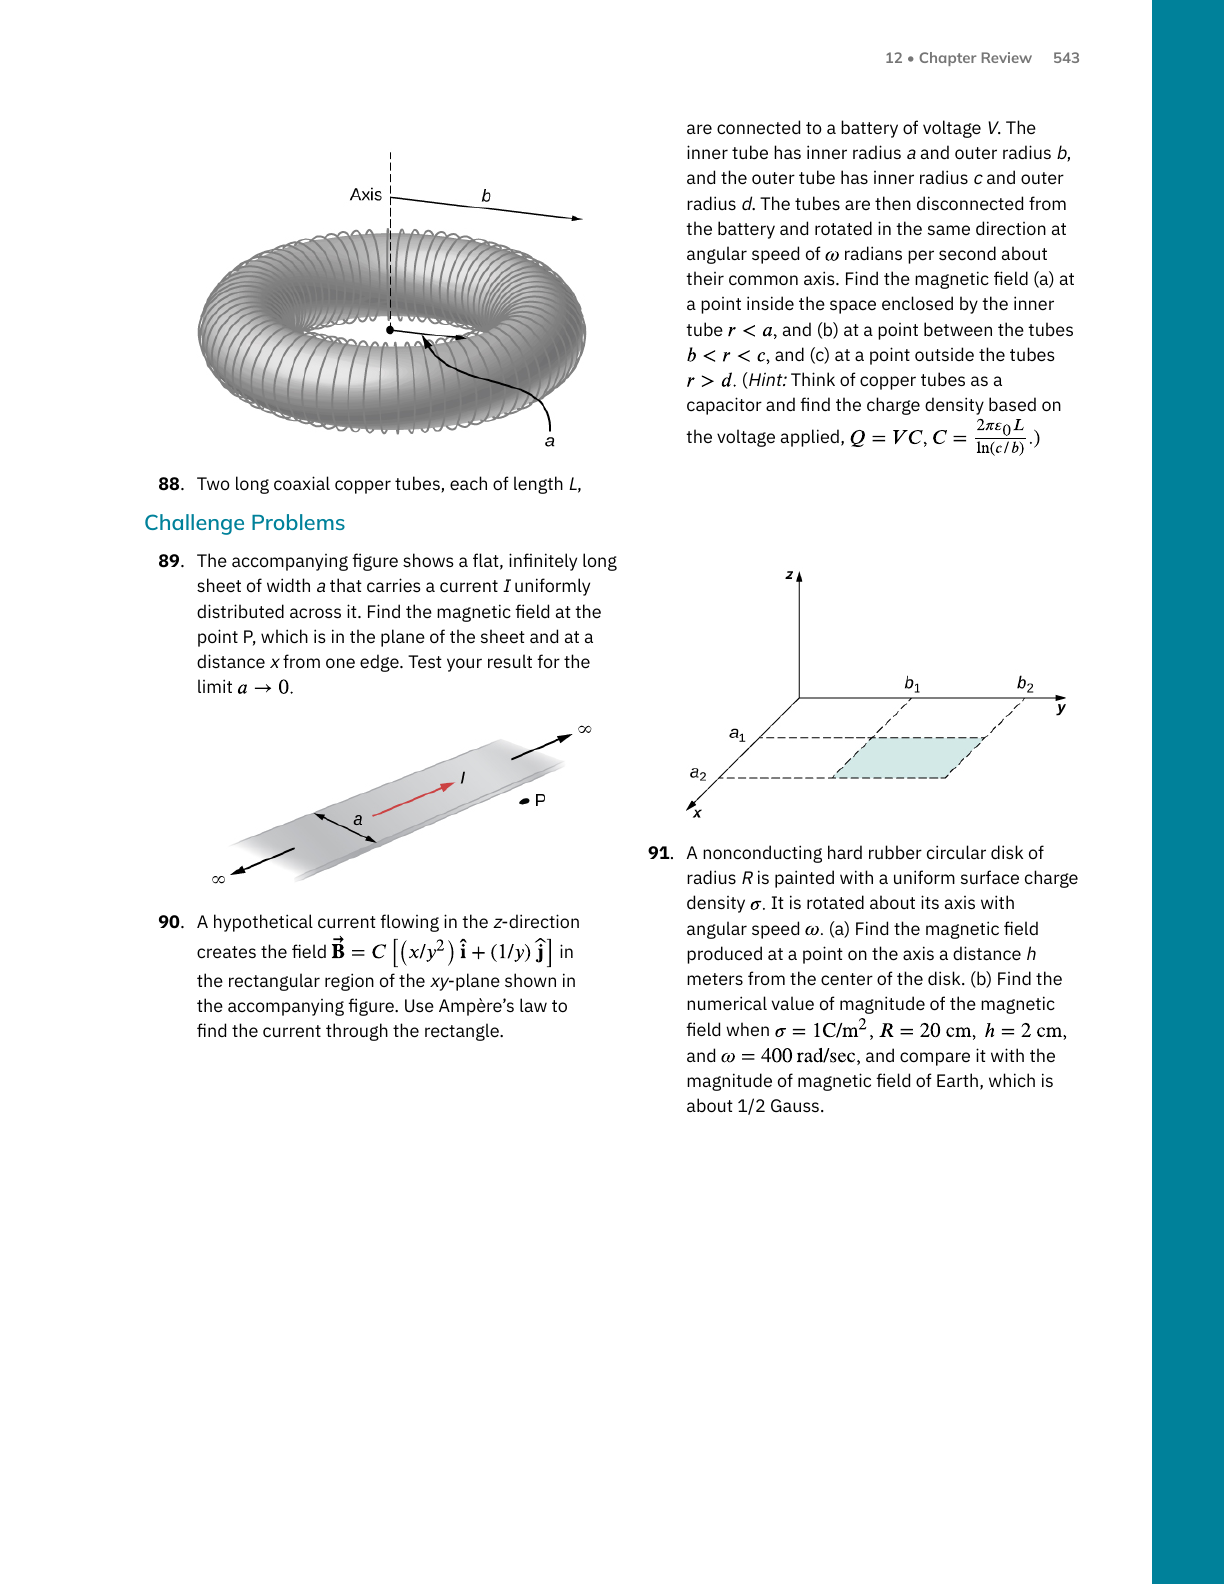 12 • Chapter Review 543
Axis
b
a
88. Two long coaxial copper tubes, each of length L,
are connected to a battery of voltage V. The
inner tube has inner radius a and outer radius b,
and the outer tube has inner radius c and outer
radius d. The tubes are then disconnected from
the battery and rotated in the same direction at
angular speed of ω radians per second about
their common axis. Find the magnetic field (a) at
a point inside the space enclosed by the inner
tube r < a, and (b) at a point between the tubes
b < r < c, and (c) at a point outside the tubes
r > d. (Hint: Think of copper tubes as a
capacitor and find the charge density based on
the voltage applied, Q = VC, C = 2πε₀L / ln(c/b).)
Challenge Problems
89. The accompanying figure shows a flat, infinitely long
sheet of width a that carries a current I uniformly
distributed across it. Find the magnetic field at the
point P, which is in the plane of the sheet and at a
distance x from one edge. Test your result for the
limit a → 0.
∞
I
P
a
∞
90. A hypothetical current flowing in the z-direction
creates the field B⃗ = C [(x/y²) î + (1/y) ĵ] in
the rectangular region of the xy-plane shown in
the accompanying figure. Use Ampère's law to
find the current through the rectangle.
z
b₁
b₂
y
a₁
a₂
x
91. A nonconducting hard rubber circular disk of
radius R is painted with a uniform surface charge
density σ. It is rotated about its axis with
angular speed ω. (a) Find the magnetic field
produced at a point on the axis a distance h
meters from the center of the disk. (b) Find the
numerical value of magnitude of the magnetic
field when σ = 1C/m², R = 20 cm, h = 2 cm,
and ω = 400 rad/sec, and compare it with the
magnitude of magnetic field of Earth, which is
about 1/2 Gauss.